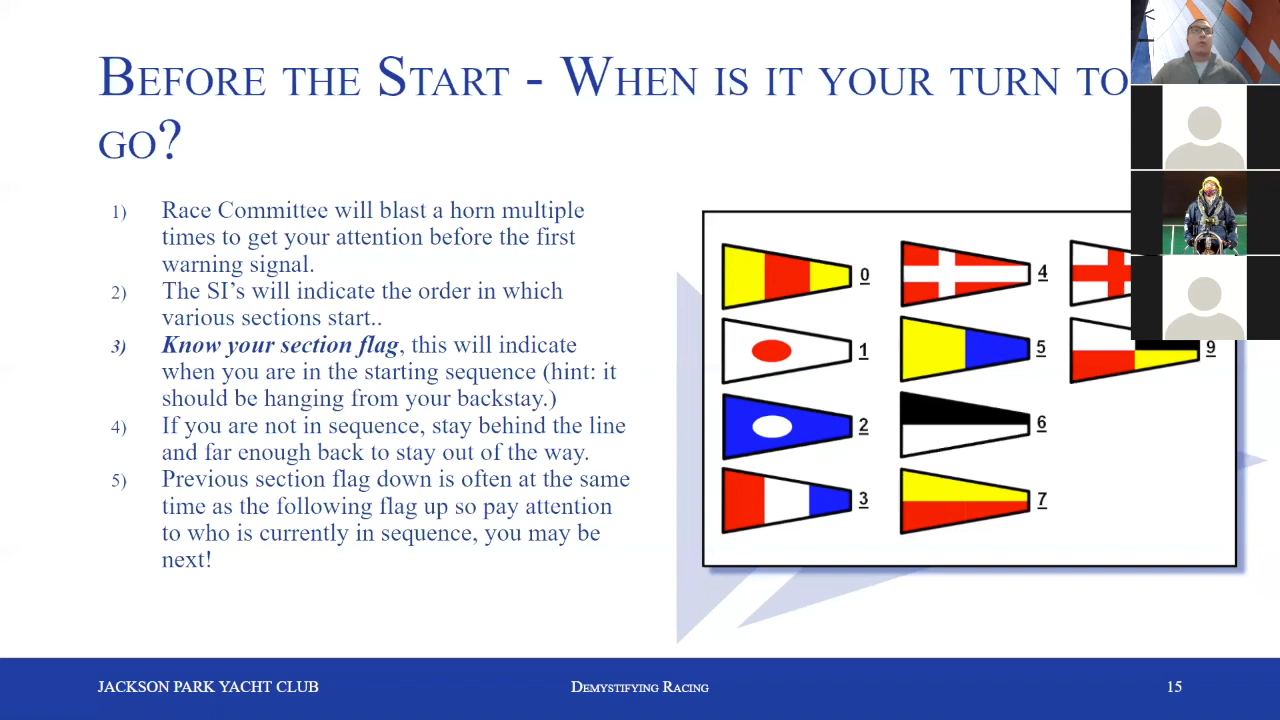 BEFORE THE START - WHEN IS IT YOUR TURN TO
GO?
1) Race Committee will blast a horn multiple
times to get your attention before the first
warning signal.
2) The SI's will indicate the order in which
various sections start..
3) Know your section flag, this will indicate
when you are in the starting sequence (hint: it
should be hanging from your backstay.)
4) If you are not in sequence, stay behind the line
and far enough back to stay out of the way.
5) Previous section flag down is often at the same
time as the following flag up so pay attention
to who is currently in sequence, you may be
next!
0
4
1
5
9
2
6
3
7
JACKSON PARK YACHT CLUB
DEMYSTIFYING RACING
15